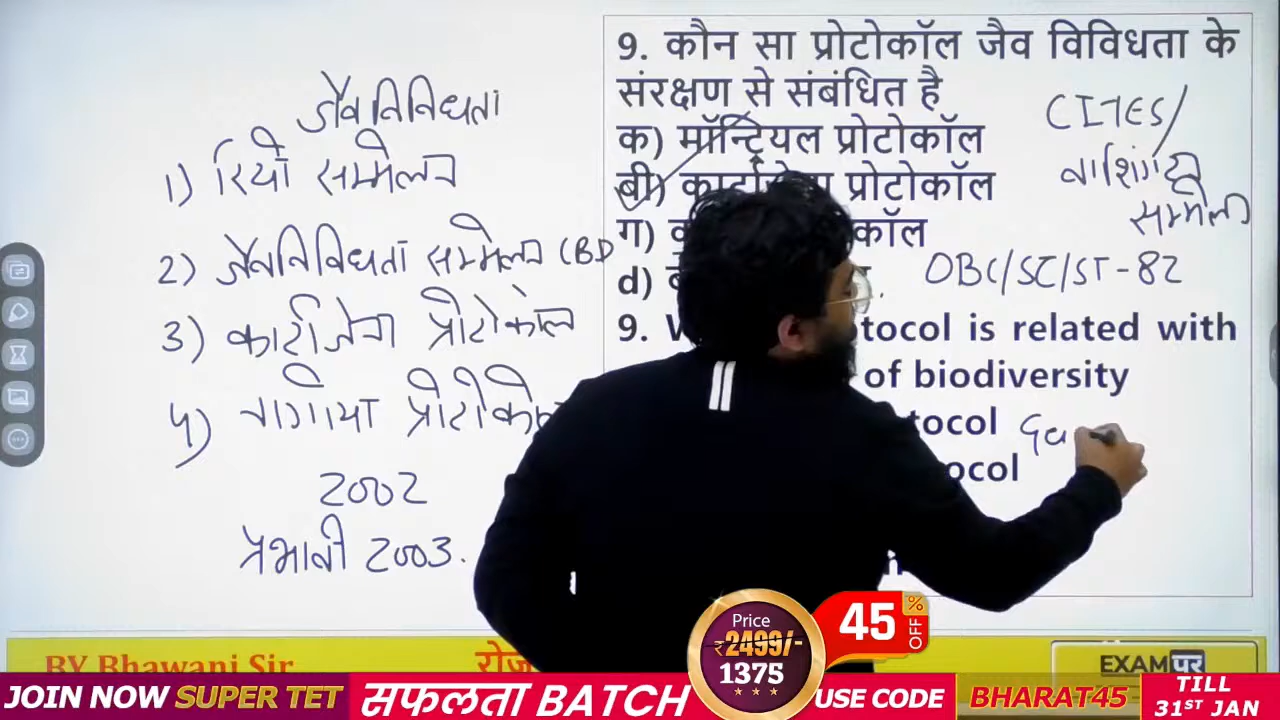 जैवविविधता
1) रियो सम्मेलन
2) जैवविविधता सम्मेलन (BD
3) कार्टाजेना प्रोटोकोल
4) नागोया प्रोटोकोल
2002
प्रभावी 2003.
9. कौन सा प्रोटोकॉल जैव विविधता के
संरक्षण से संबंधित है
क) मॉन्ट्रियल प्रोटोकॉल
बी) कार्टाजेना प्रोटोकॉल
ग)
d)
CITES/
वाशिंगटन
सम्मेलन
OBC/SC/ST-82
9. tocol is related with
of biodiversity
tocol
ocol
BY Bhawani Sir
EXAMपुर
Price
₹2499/-
1375
45% OFF
JOIN NOW SUPER TET सफलता BATCH USE CODE BHARAT45 TILL 31ST JAN